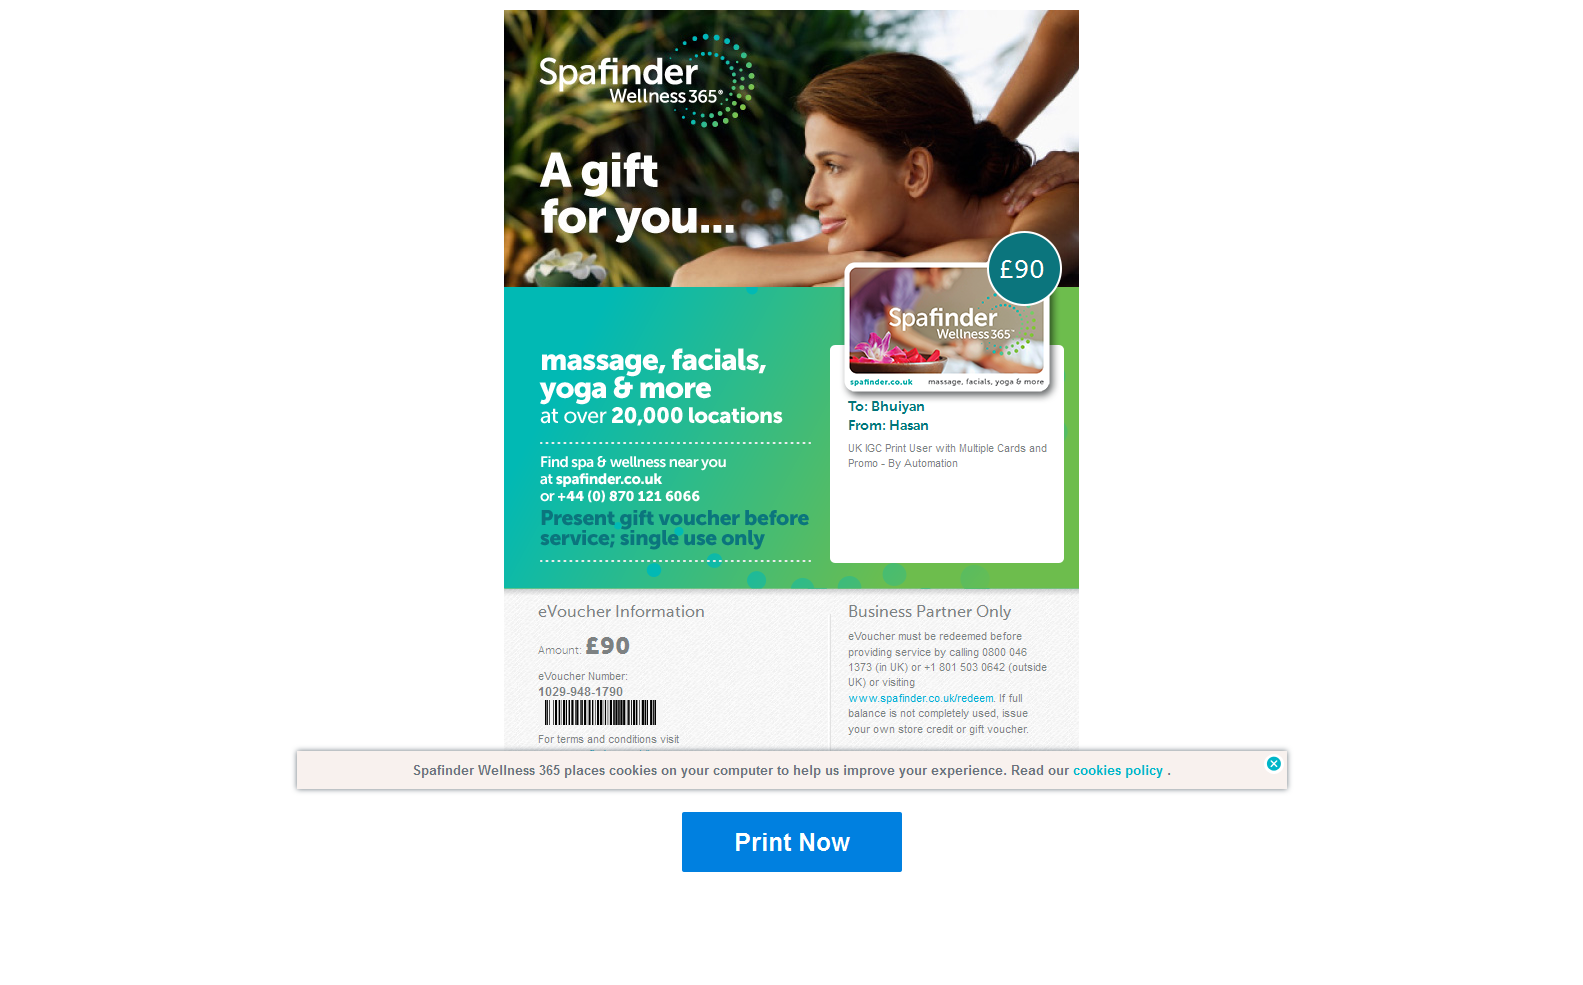 Spafinder
Wellness 365®
A gift
for you...
£90
Spafinder
Wellness 365™
spafinder.co.uk massage, facials, yoga & more
massage, facials,
yoga & more
at over 20,000 locations
Find spa & wellness near you
at spafinder.co.uk
or +44 (0) 870 121 6066
Present gift voucher before
service; single use only
To: Bhuiyan
From: Hasan
UK IGC Print User with Multiple Cards and
Promo - By Automation
eVoucher Information
Amount: £90
eVoucher Number:
1029-948-1790
For terms and conditions visit
Business Partner Only
eVoucher must be redeemed before
providing service by calling 0800 046
1373 (in UK) or +1 801 503 0642 (outside
UK) or visiting
www.spafinder.co.uk/redeem. If full
balance is not completely used, issue
your own store credit or gift voucher.
Spafinder Wellness 365 places cookies on your computer to help us improve your experience. Read our cookies policy .
Print Now